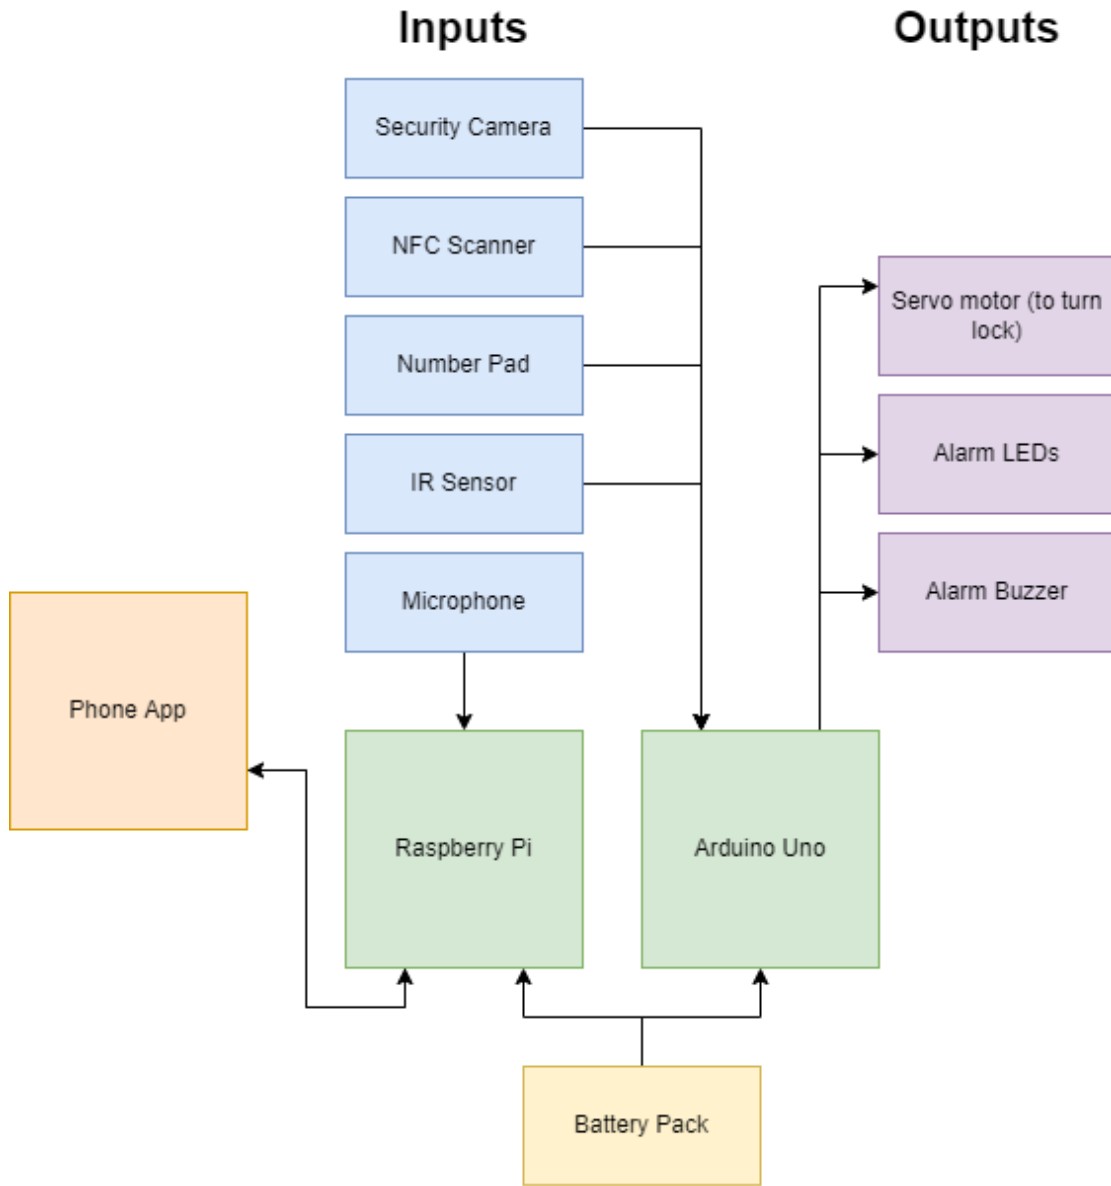 Inputs
Outputs
Security Camera
NFC Scanner
Number Pad
IR Sensor
Microphone
Servo motor (to turn
lock)
Alarm LEDs
Alarm Buzzer
Phone App
Raspberry Pi
Arduino Uno
Battery Pack